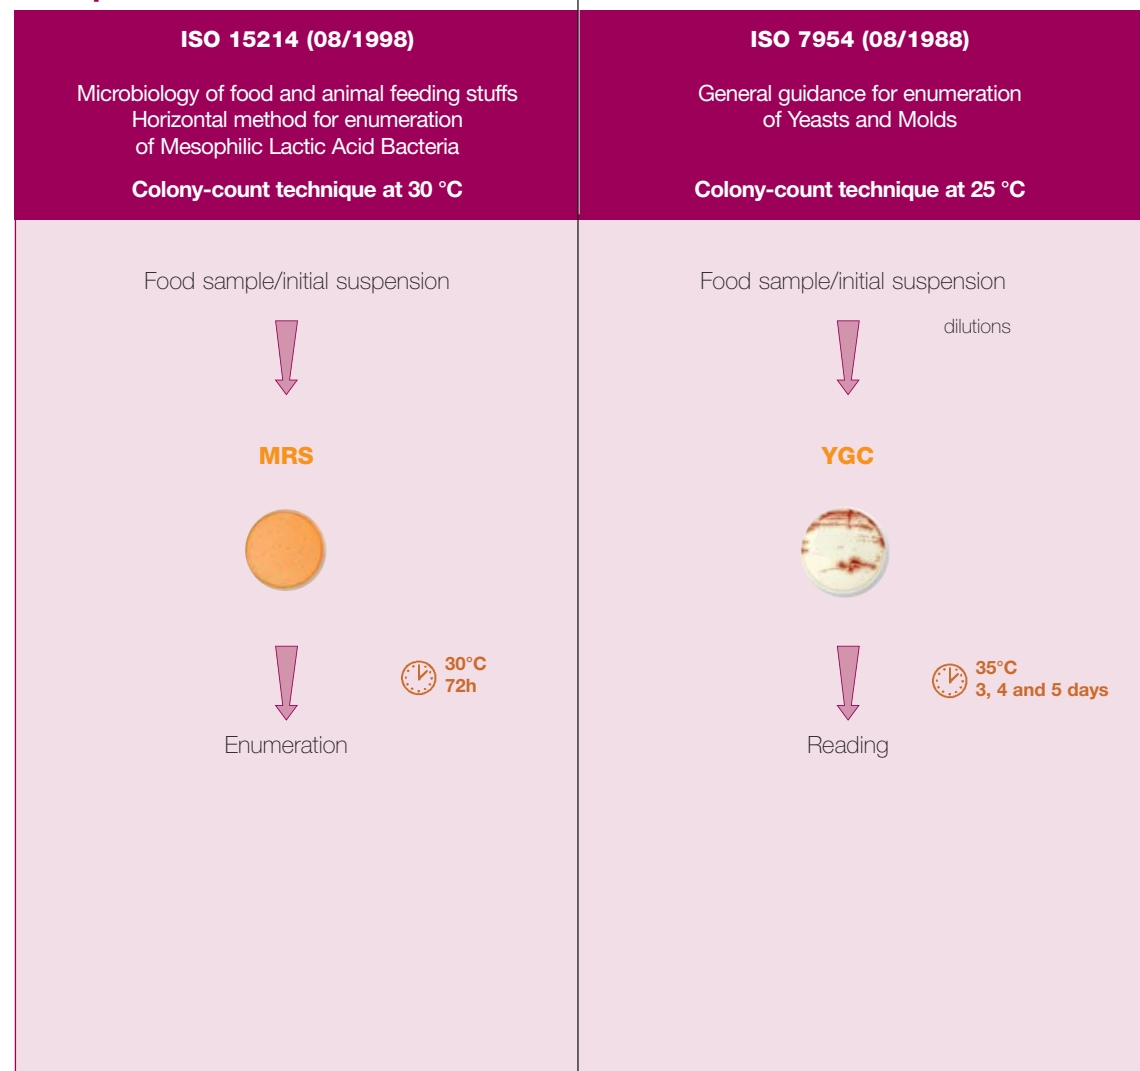 ISO 15214 (08/1998)
Microbiology of food and animal feeding stuffs
Horizontal method for enumeration
of Mesophilic Lactic Acid Bacteria
Colony-count technique at 30 °C
Food sample/initial suspension
MRS
30°C
72h
Enumeration
ISO 7954 (08/1988)
General guidance for enumeration
of Yeasts and Molds
Colony-count technique at 25 °C
Food sample/initial suspension
dilutions
YGC
35°C
3, 4 and 5 days
Reading